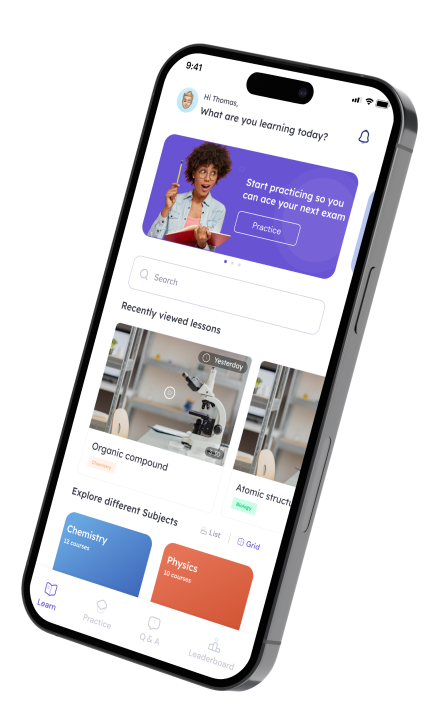 9:41
Hi Thomas,
What are you learning today?
Start practicing so you
can ace your next exam
Practice
Search
Recently viewed lessons
Yesterday
Organic compound
Chemistry
Atomic structu
Biology
Explore different Subjects
List
Grid
Chemistry
12 courses
Physics
10 courses
Learn
Practice
Q & A
Leaderboard